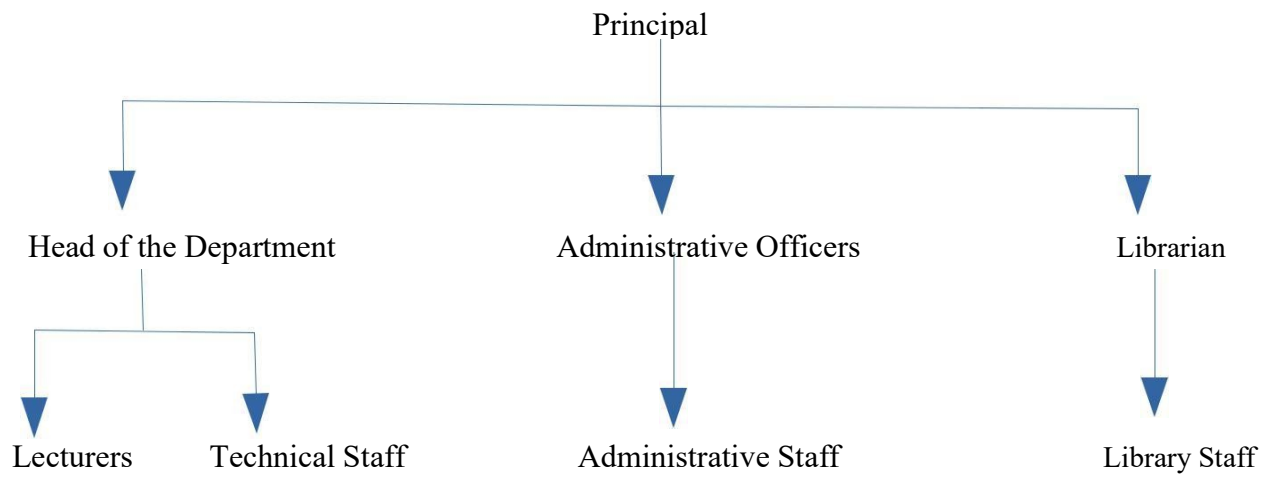 Principal
Head of the Department
Administrative Officers
Librarian
Lecturers
Technical Staff
Administrative Staff
Library Staff